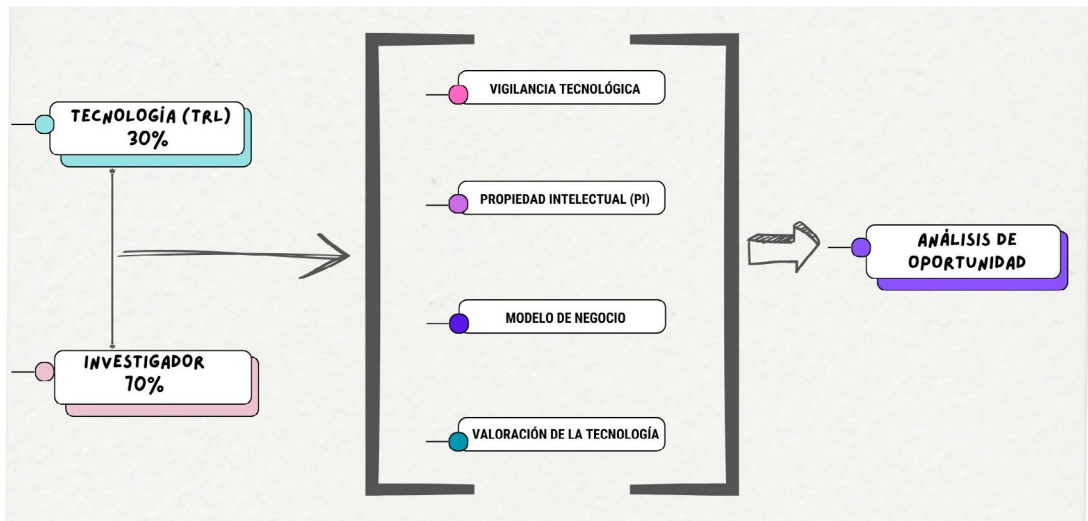 TECNOLOGÍA (TRL)
30%
INVESTIGADOR
70%
VIGILANCIA TECNOLÓGICA
PROPIEDAD INTELECTUAL (PI)
MODELO DE NEGOCIO
VALORACIÓN DE LA TECNOLOGÍA
ANÁLISIS DE
OPORTUNIDAD